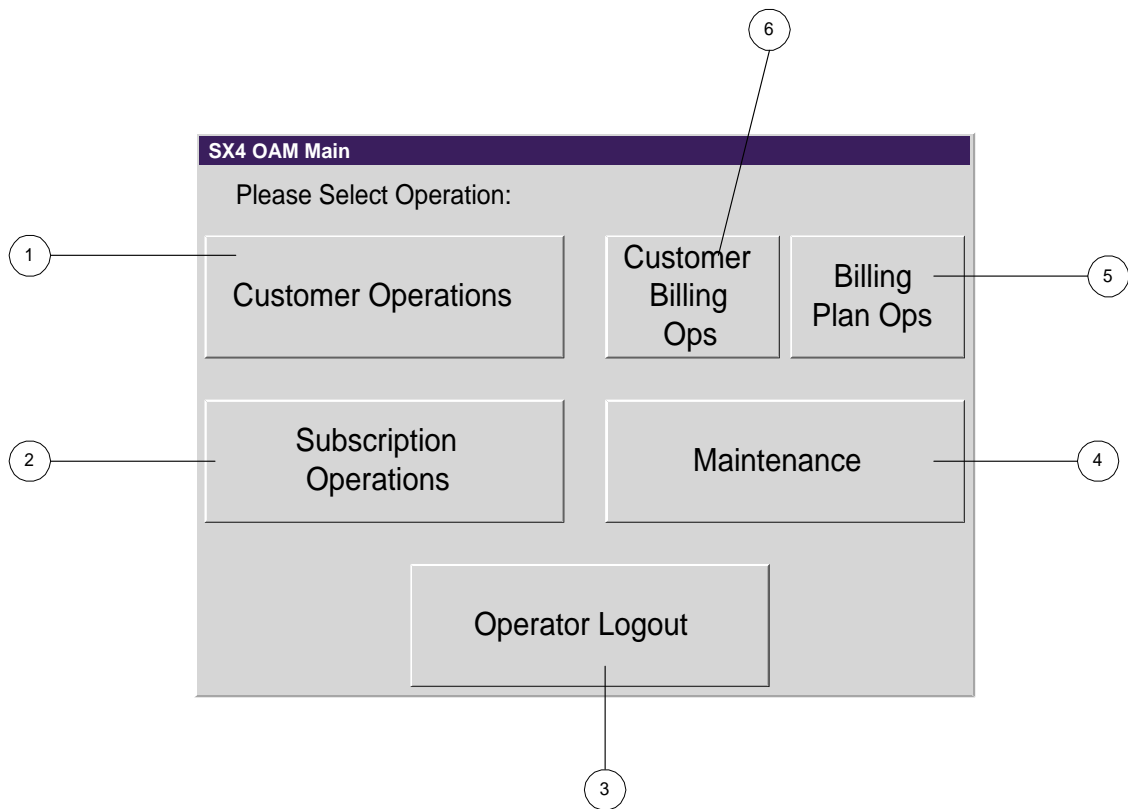 6
SX4 OAM Main
Please Select Operation:
1
Customer Operations
Customer
Billing
Ops
Billing
Plan Ops
5
2
Subscription
Operations
Maintenance
4
Operator Logout
3